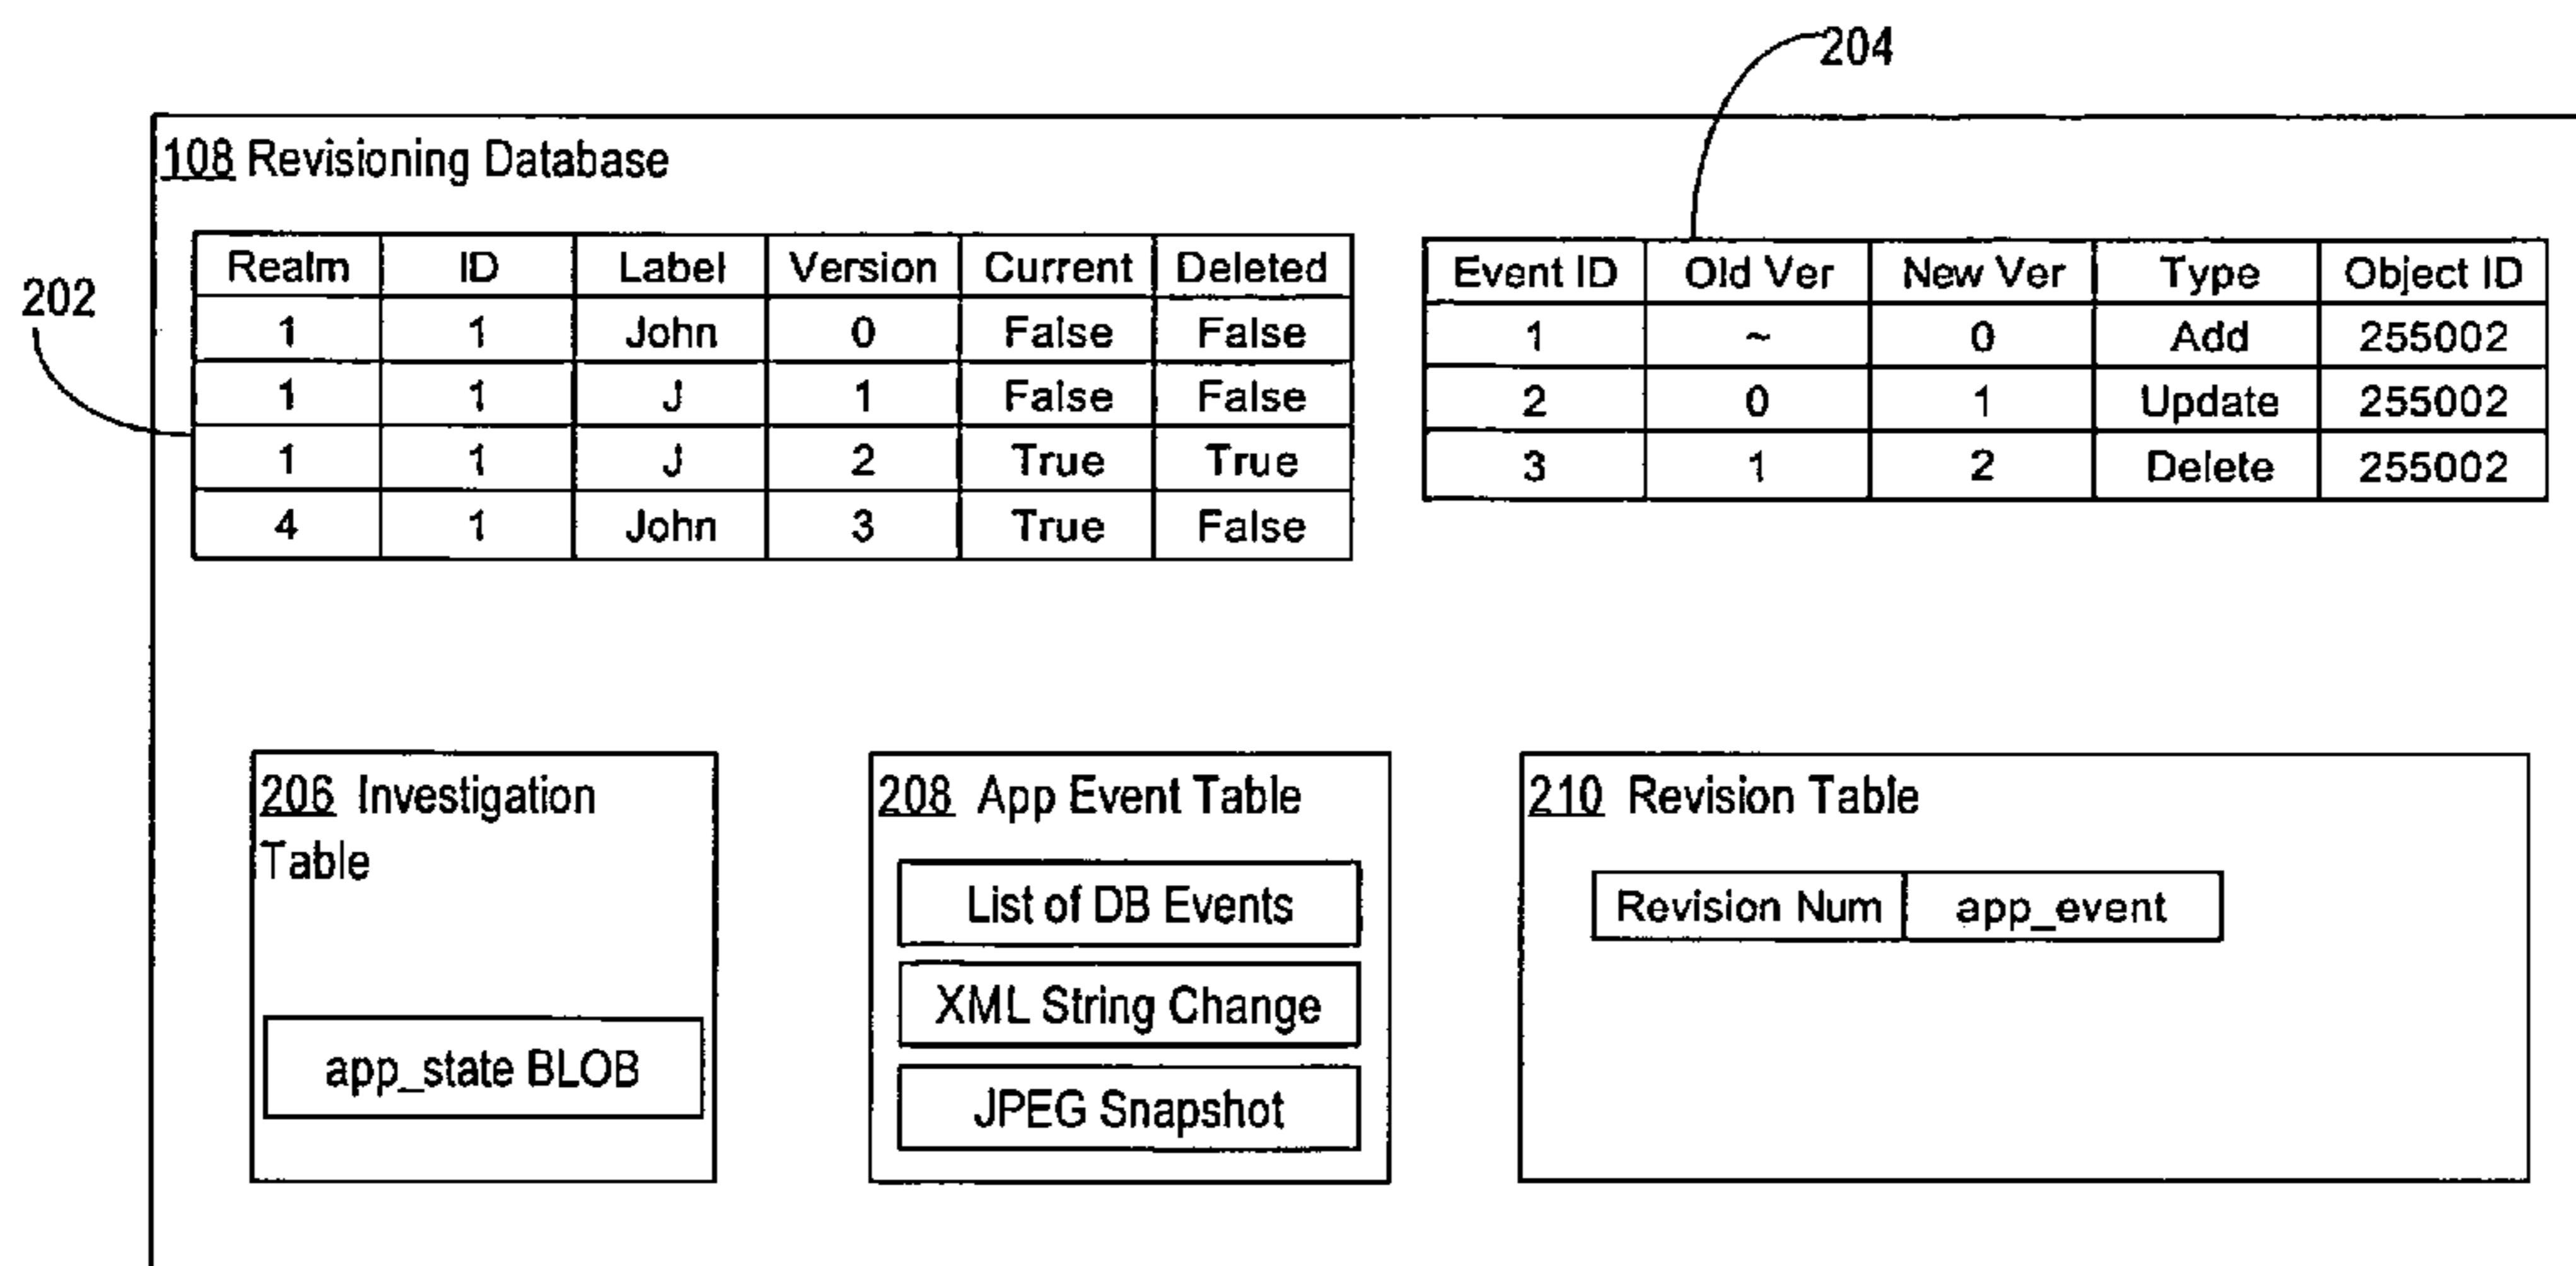 204
108 Revisioning Database
202
Realm ID Label Version Current Deleted
1 1 John 0 False False
1 1 J 1 False False
1 1 J 2 True True
4 1 John 3 True False
Event ID Old Ver New Ver Type Object ID
1 ~ 0 Add 255002
2 0 1 Update 255002
3 1 2 Delete 255002
206 Investigation
Table
app_state BLOB
208 App Event Table
List of DB Events
XML String Change
JPEG Snapshot
210 Revision Table
Revision Num app_event